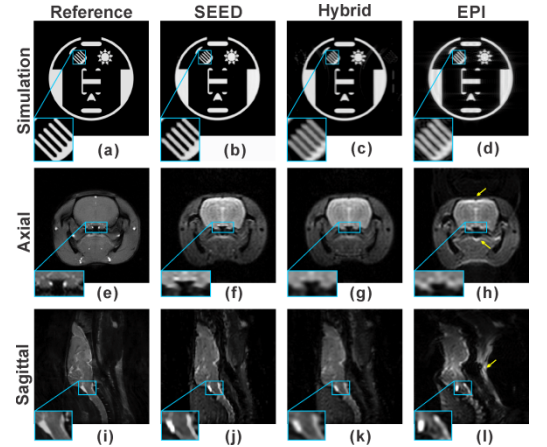 Reference SEED Hybrid EPI
Simulation
(a) (b) (c) (d)
Axial
(e) (f) (g) (h)
Sagittal
(i) (j) (k) (l)